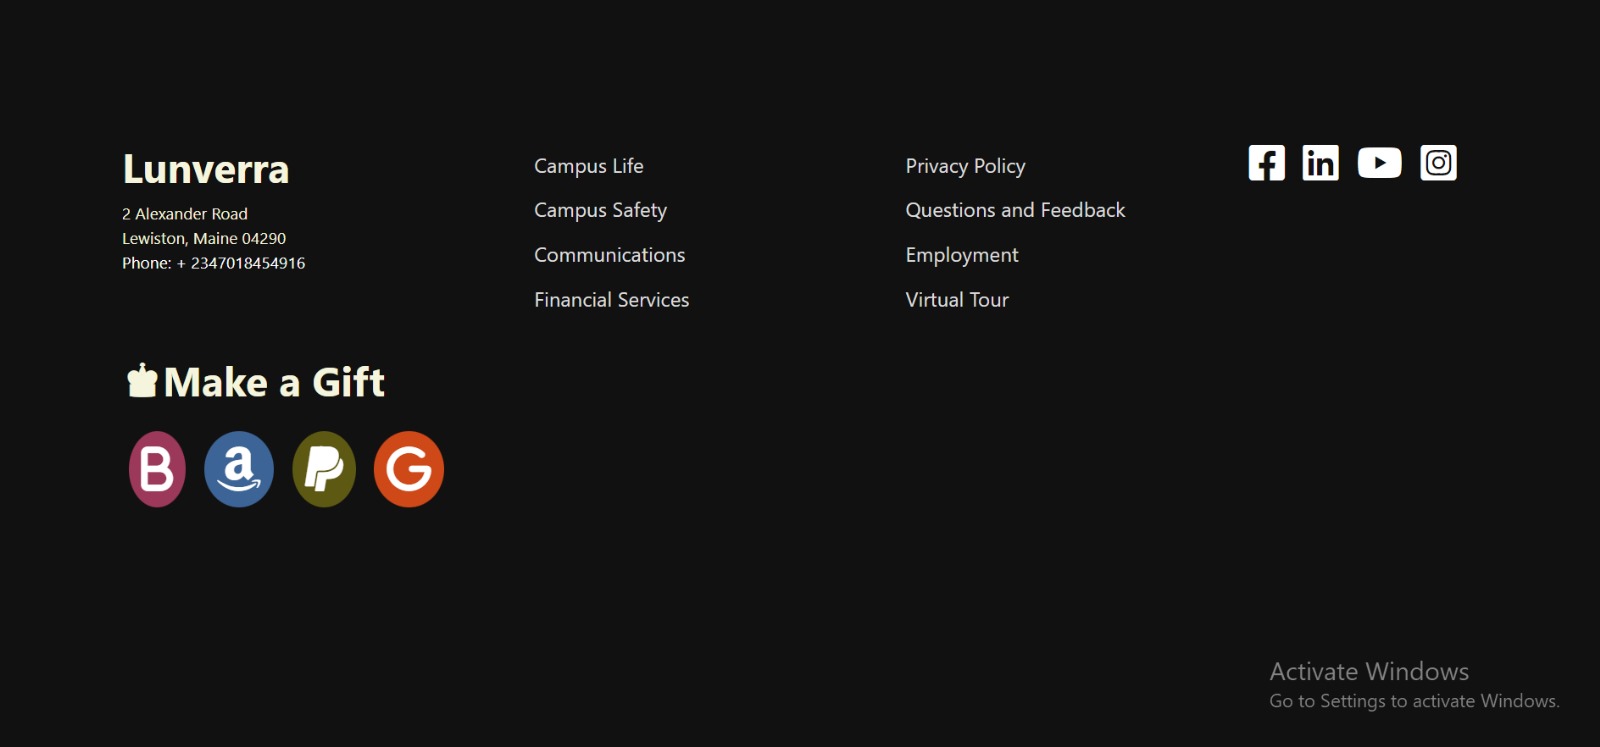 Lunverra
2 Alexander Road
Lewiston, Maine 04290
Phone: + 2347018454916
Campus Life
Campus Safety
Communications
Financial Services
Privacy Policy
Questions and Feedback
Employment
Virtual Tour
Make a Gift
Activate Windows
Go to Settings to activate Windows.